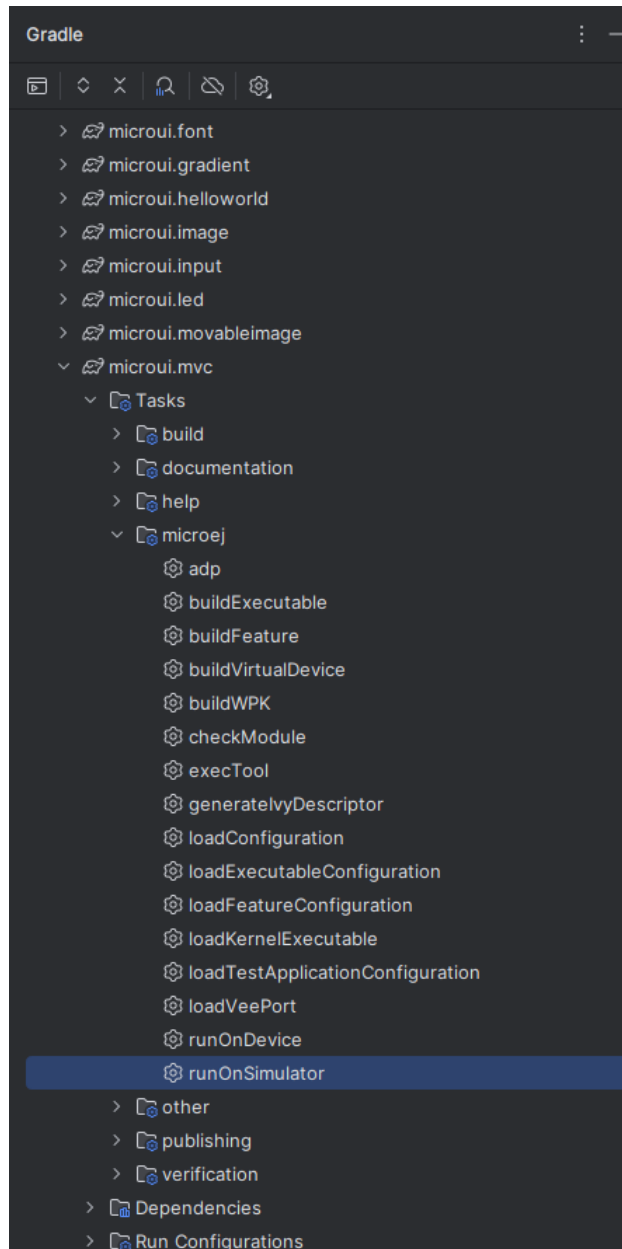 Gradle
microui.font
microui.gradient
microui.helloworld
microui.image
microui.input
microui.led
microui.movableimage
microui.mvc
Tasks
build
documentation
help
microej
adp
buildExecutable
buildFeature
buildVirtualDevice
buildWPK
checkModule
execTool
generateIvyDescriptor
loadConfiguration
loadExecutableConfiguration
loadFeatureConfiguration
loadKernelExecutable
loadTestApplicationConfiguration
loadVeePort
runOnDevice
runOnSimulator
other
publishing
verification
Dependencies
Run Configurations